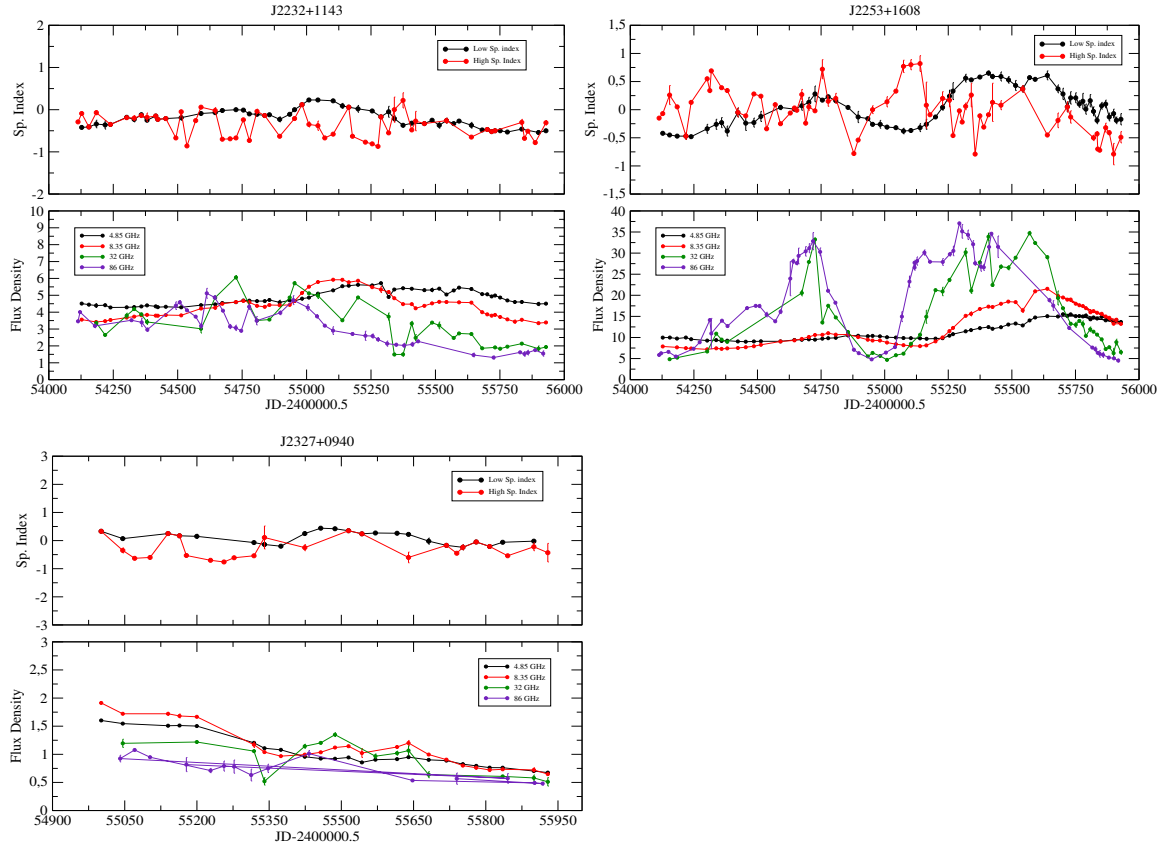 J2232+1143
2
1
0
-1
-2
Sp. Index
Low Sp. index
High Sp. Index
10
9
8
7
6
5
4
3
2
1
0
Flux Density
4.85 GHz
8.35 GHz
32 GHz
86 GHz
54000 54250 54500 54750 55000 55250 55500 55750 56000
JD-2400000.5
J2253+1608
1,5
1
0,5
0
-0,5
-1
-1,5
Sp. Index
Low Sp. index
High Sp. Index
40
35
30
25
20
15
10
5
0
Flux Density
4.85 GHz
8.35 GHz
32 GHz
86 GHz
54000 54250 54500 54750 55000 55250 55500 55750 56000
JD-2400000.5
J2327+0940
3
2
1
0
-1
-2
-3
Sp. Index
Low Sp. index
High Sp. Index
3
2,5
2
1,5
1
0,5
0
Flux Density
4.85 GHz
8.35 GHz
32 GHz
86 GHz
54900 55050 55200 55350 55500 55650 55800 55950
JD-2400000.5